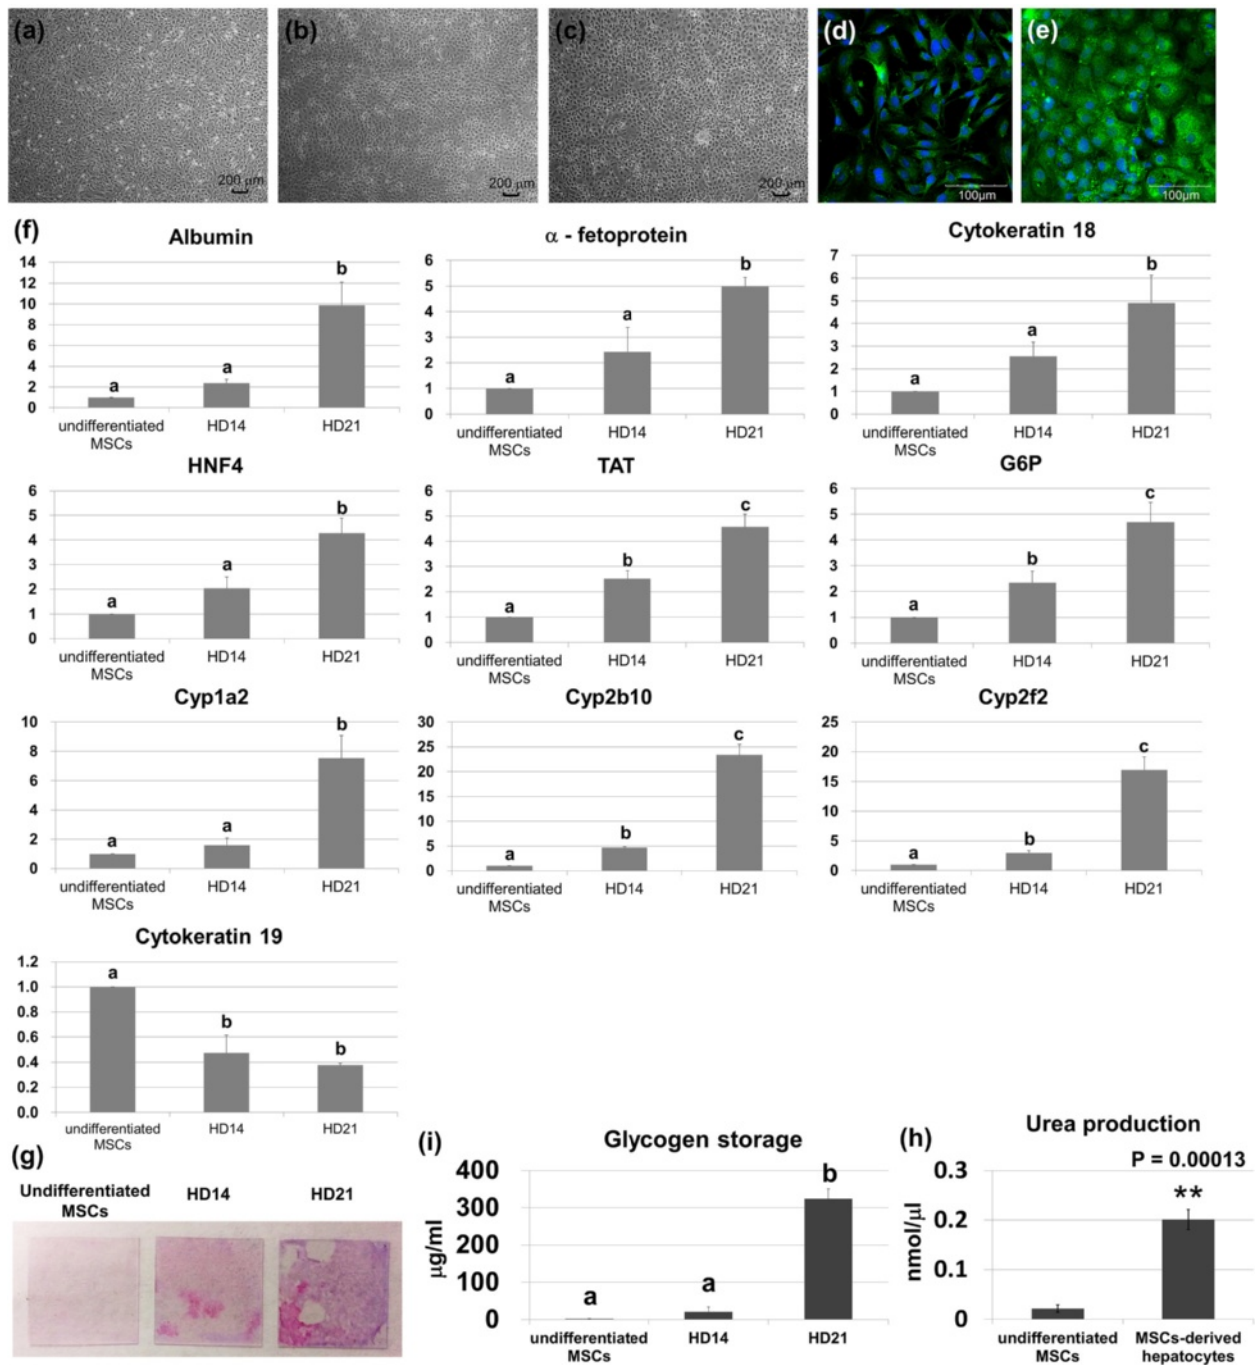 (a)
(b)
(c)
(d)
(e)
200 μm
200 μm
200 μm
100μm
100μm
(f)
Albumin
14
12
10
8
6
4
2
0
a
a
b
undifferentiated
MSCs
HD14
HD21
α - fetoprotein
6
5
4
3
2
1
0
a
a
b
undifferentiated
MSCs
HD14
HD21
Cytokeratin 18
7
6
5
4
3
2
1
0
a
a
b
undifferentiated
MSCs
HD14
HD21
HNF4
6
5
4
3
2
1
0
a
a
b
undifferentiated
MSCs
HD14
HD21
TAT
6
5
4
3
2
1
0
a
b
c
undifferentiated
MSCs
HD14
HD21
G6P
6
5
4
3
2
1
0
a
b
c
undifferentiated
MSCs
HD14
HD21
Cyp1a2
10
8
6
4
2
0
a
a
b
undifferentiated
MSCs
HD14
HD21
Cyp2b10
30
25
20
15
10
5
0
a
b
c
undifferentiated
MSCs
HD14
HD21
Cyp2f2
25
20
15
10
5
0
a
b
c
undifferentiated
MSCs
HD14
HD21
Cytokeratin 19
1.2
1.0
0.8
0.6
0.4
0.2
0.0
a
b
b
undifferentiated
MSCs
HD14
HD21
(g)
Undifferentiated
MSCs
HD14
HD21
(i)
Glycogen storage
μg/ml
400
300
200
100
0
a
a
b
undifferentiated
MSCs
HD14
HD21
(h)
Urea production
P = 0.00013
nmol/μl
0.3
0.2
0.1
0
**
undifferentiated
MSCs
MSCs-derived
hepatocytes